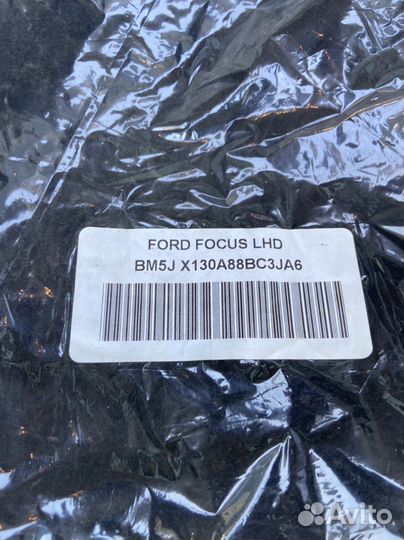 FORD FOCUS LHD
BM5J X130A88BC3JA6
Avito